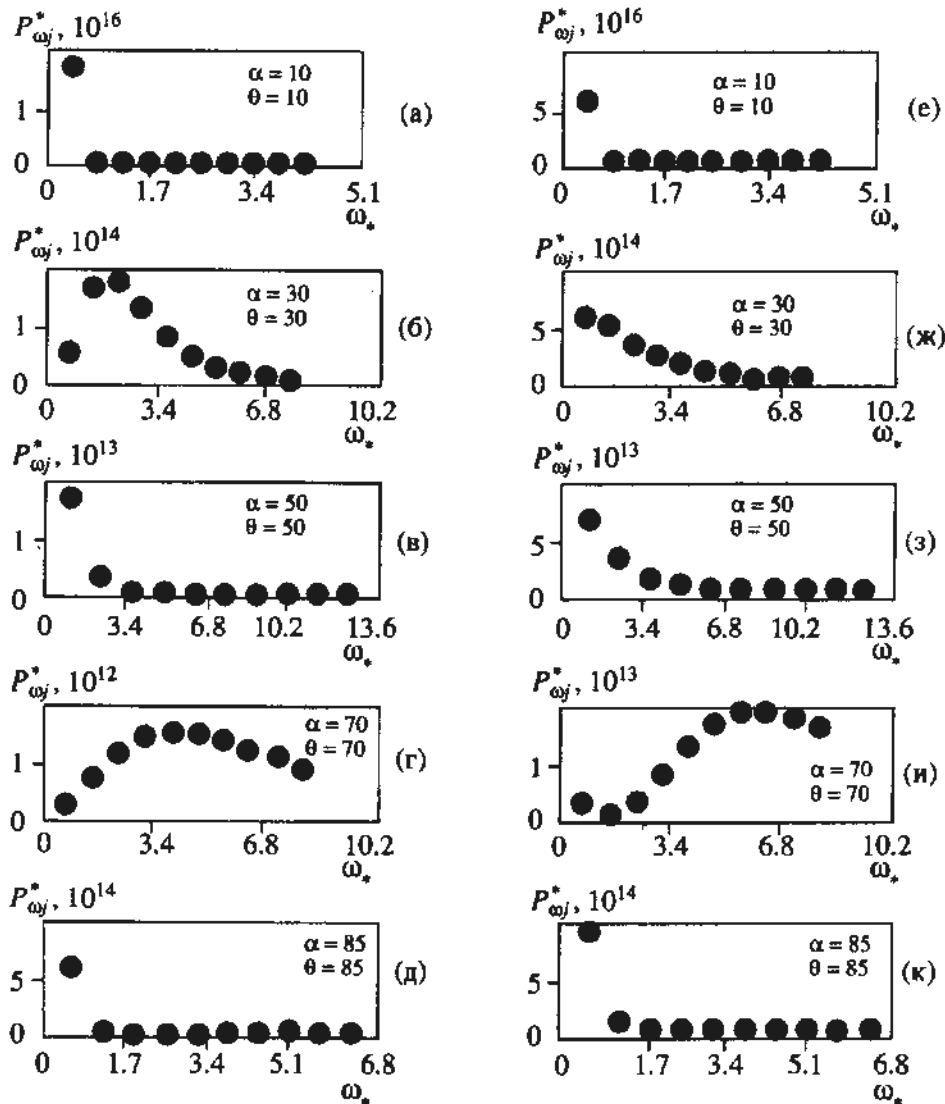 P*ωj, 10^16
1
0
α = 10
θ = 10
(а)
0 1.7 3.4 5.1
ω*
P*ωj, 10^14
1
0
α = 30
θ = 30
(б)
0 3.4 6.8 10.2
ω*
P*ωj, 10^13
1
0
α = 50
θ = 50
(в)
0 3.4 6.8 10.2 13.6
ω*
P*ωj, 10^12
1
0
α = 70
θ = 70
(г)
0 3.4 6.8 10.2
ω*
P*ωj, 10^14
5
0
α = 85
θ = 85
(д)
0 1.7 3.4 5.1 6.8
ω*
P*ωj, 10^16
5
0
α = 10
θ = 10
(е)
0 1.7 3.4 5.1
ω*
P*ωj, 10^14
5
0
α = 30
θ = 30
(ж)
0 3.4 6.8 10.2
ω*
P*ωj, 10^13
5
0
α = 50
θ = 50
(з)
0 3.4 6.8 10.2 13.6
ω*
P*ωj, 10^13
1
0
α = 70
θ = 70
(и)
0 3.4 6.8 10.2
ω*
P*ωj, 10^14
5
0
α = 85
θ = 85
(к)
0 1.7 3.4 5.1 6.8
ω*